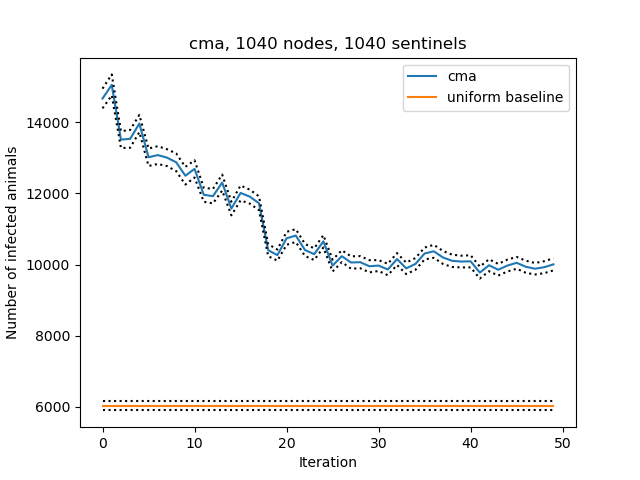 cma, 1040 nodes, 1040 sentinels
cma
uniform baseline
Number of infected animals
14000
12000
10000
8000
6000
0
10
20
30
40
50
Iteration